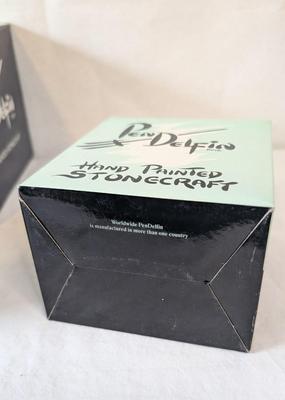 PenDelfin
Hand Painted
Stonecraft
Worldwide PenDelfin
is manufactured in more than one country